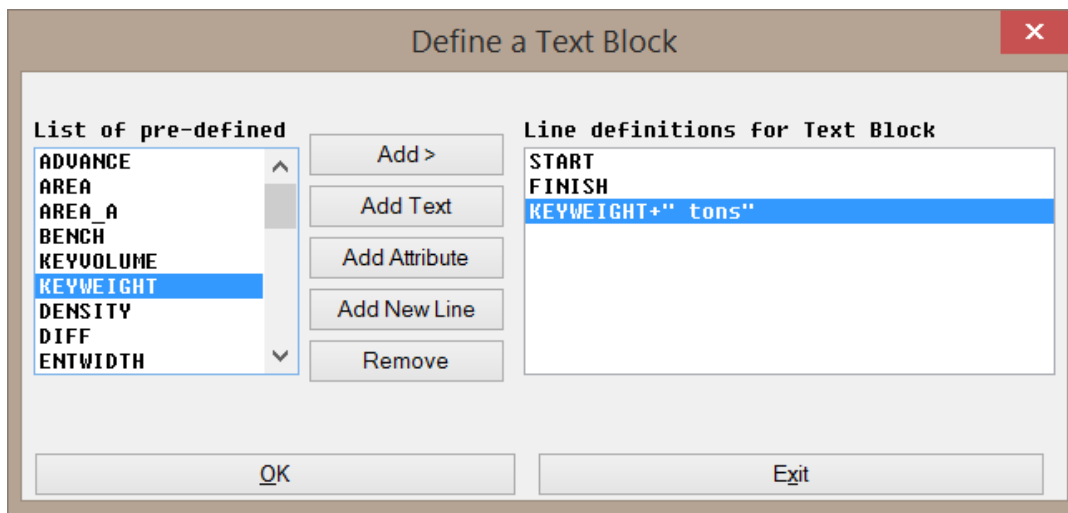 Define a Text Block
List of pre-defined
ADVANCE
AREA
AREA_A
BENCH
KEYVOLUME
KEYWEIGHT
DENSITY
DIFF
ENTWIDTH
Add >
Add Text
Add Attribute
Add New Line
Remove
Line definitions for Text Block
START
FINISH
KEYWEIGHT+" tons"
OK
Exit